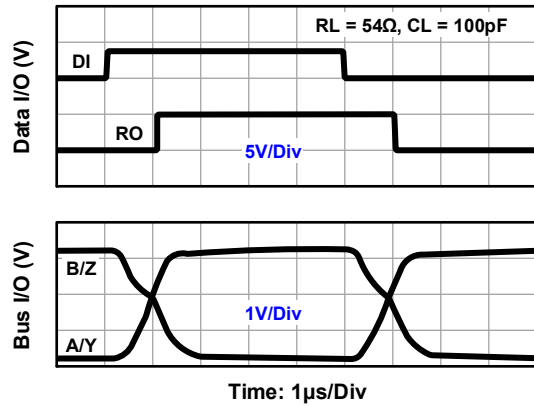 RL = 54Ω, CL = 100pF
DI
Data I/O (V)
RO
5V/Div
B/Z
Bus I/O (V)
1V/Div
A/Y
Time: 1µs/Div